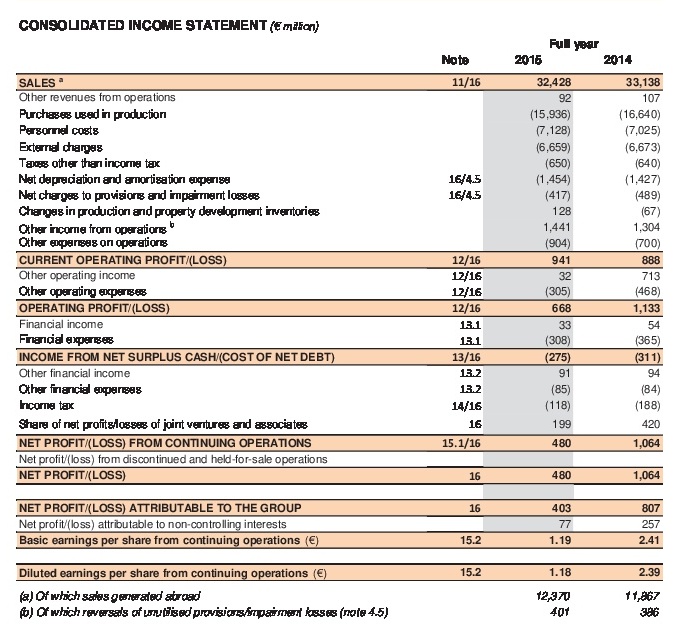 CONSOLIDATED INCOME STATEMENT (€ million)
Full year
Note 2015 2014
SALES a 11/16 32,428 33,138
Other revenues from operations 92 107
Purchases used in production (15,936) (16,640)
Personnel costs (7,128) (7,025)
External charges (6,659) (6,673)
Taxes other than income tax (650) (640)
Net depreciation and amortisation expense 16/4.5 (1,454) (1,427)
Net charges to provisions and impairment losses 16/4.5 (417) (489)
Changes in production and property development inventories 128 (67)
Other income from operations b 1,441 1,304
Other expenses on operations (904) (700)
CURRENT OPERATING PROFIT/(LOSS) 12/16 941 888
Other operating income 12/16 32 713
Other operating expenses 12/16 (305) (468)
OPERATING PROFIT/(LOSS) 12/16 668 1,133
Financial income 13.1 33 54
Financial expenses 13.1 (308) (365)
INCOME FROM NET SURPLUS CASH/(COST OF NET DEBT) 13/16 (275) (311)
Other financial income 13.2 91 94
Other financial expenses 13.2 (85) (84)
Income tax 14/16 (118) (188)
Share of net profits/losses of joint ventures and associates 16 199 420
NET PROFIT/(LOSS) FROM CONTINUING OPERATIONS 15.1/16 480 1,064
Net profit/(loss) from discontinued and held-for-sale operations
NET PROFIT/(LOSS) 16 480 1,064
NET PROFIT/(LOSS) ATTRIBUTABLE TO THE GROUP 16 403 807
Net profit/(loss) attributable to non-controlling interests 77 257
Basic earnings per share from continuing operations (€) 15.2 1.19 2.41
Diluted earnings per share from continuing operations (€) 15.2 1.18 2.39
(a) Of which sales generated abroad 12,370 11,867
(b) Of which reversals of unutilised provisions/impairment losses (note 4.5) 401 386